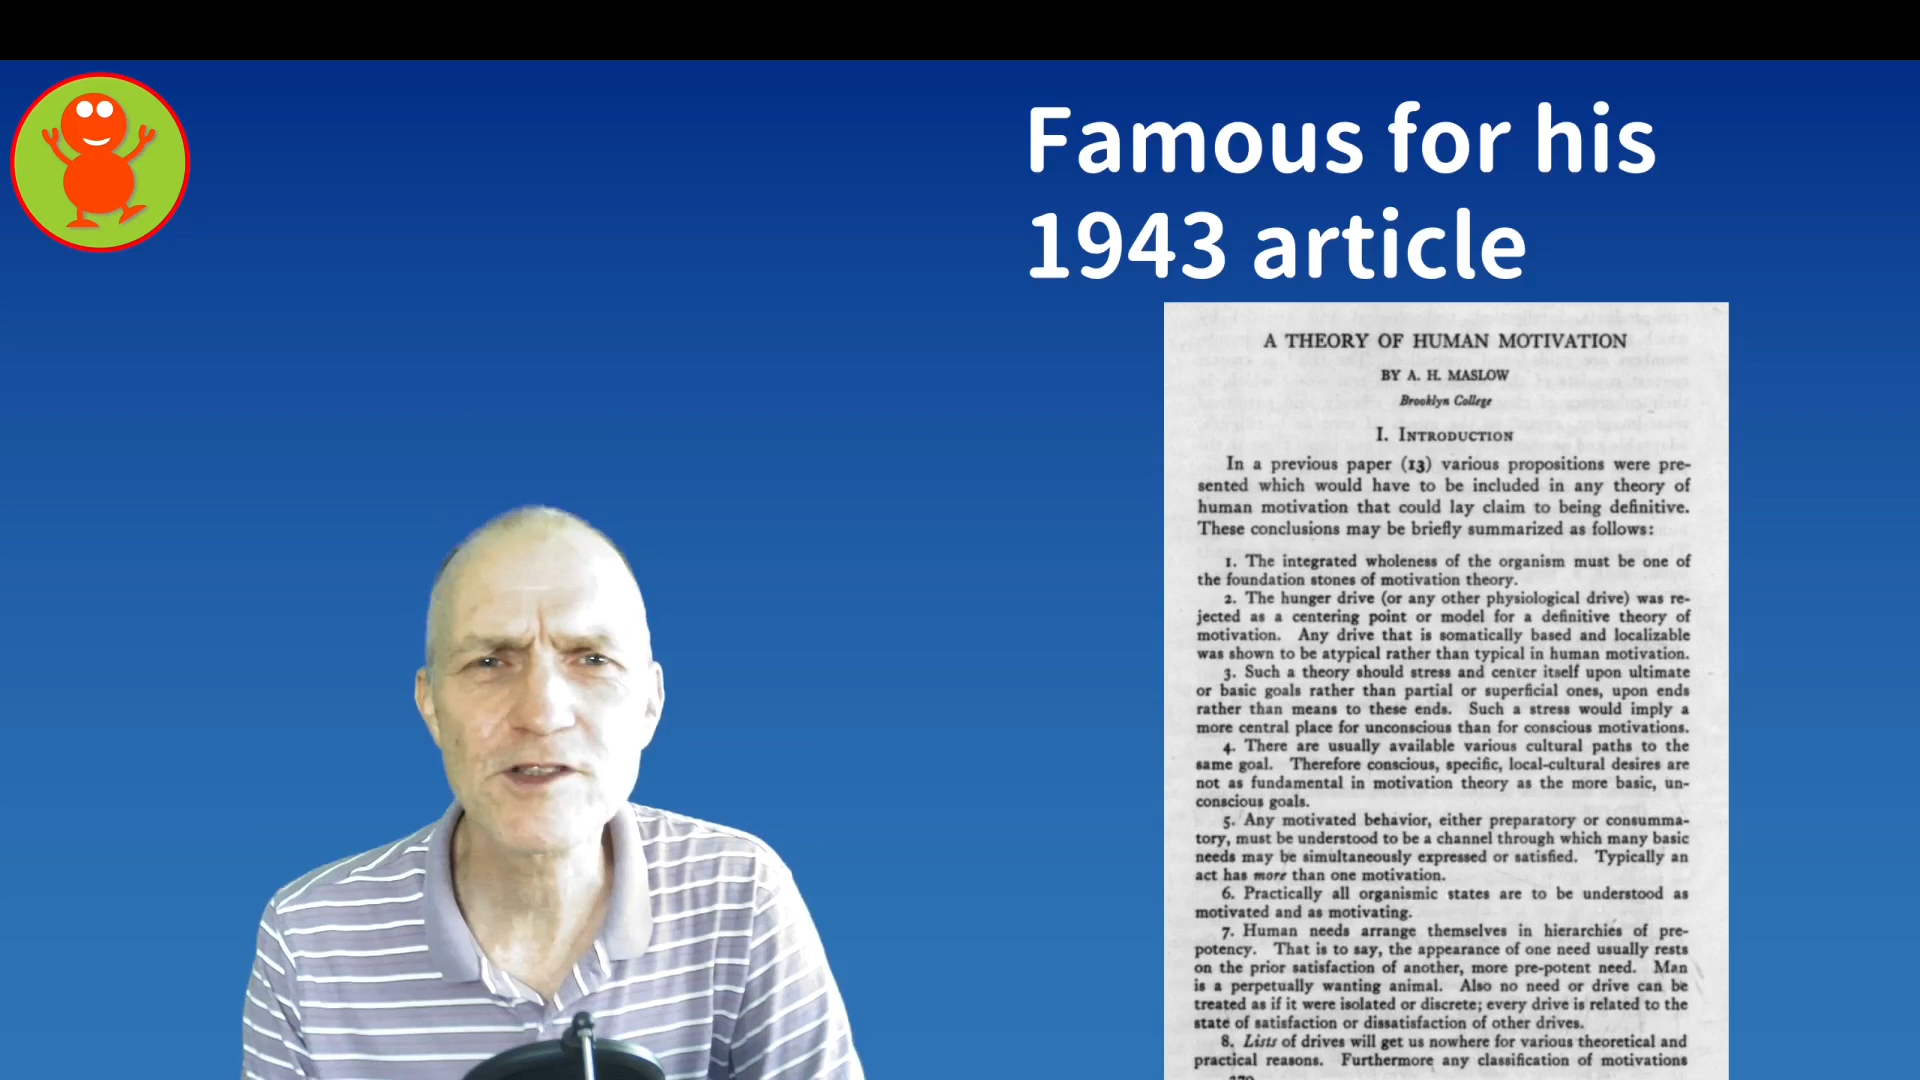 Famous for his
1943 article
A THEORY OF HUMAN MOTIVATION
BY A. H. MASLOW
Brooklyn College
I. Introduction
In a previous paper (13) various propositions were pre-
sented which would have to be included in any theory of
human motivation that could lay claim to being definitive.
These conclusions may be briefly summarized as follows:
1. The integrated wholeness of the organism must be one of
the foundation stones of motivation theory.
2. The hunger drive (or any other physiological drive) was re-
jected as a centering point or model for a definitive theory of
motivation. Any drive that is somatically based and localizable
was shown to be atypical rather than typical in human motivation.
3. Such a theory should stress and center itself upon ultimate
or basic goals rather than partial or superficial ones, upon ends
rather than means to these ends. Such a stress would imply a
more central place for unconscious than for conscious motivations.
4. There are usually available various cultural paths to the
same goal. Therefore conscious, specific, local-cultural desires are
not as fundamental in motivation theory as the more basic, un-
conscious goals.
5. Any motivated behavior, either preparatory or consumma-
tory, must be understood to be a channel through which many basic
needs may be simultaneously expressed or satisfied. Typically an
act has more than one motivation.
6. Practically all organismic states are to be understood as
motivated and as motivating.
7. Human needs arrange themselves in hierarchies of pre-
potency. That is to say, the appearance of one need usually rests
on the prior satisfaction of another, more pre-potent need. Man
is a perpetually wanting animal. Also no need or drive can be
treated as if it were isolated or discrete; every drive is related to the
state of satisfaction or dissatisfaction of other drives.
8. Lists of drives will get us nowhere for various theoretical and
practical reasons. Furthermore any classification of motivations